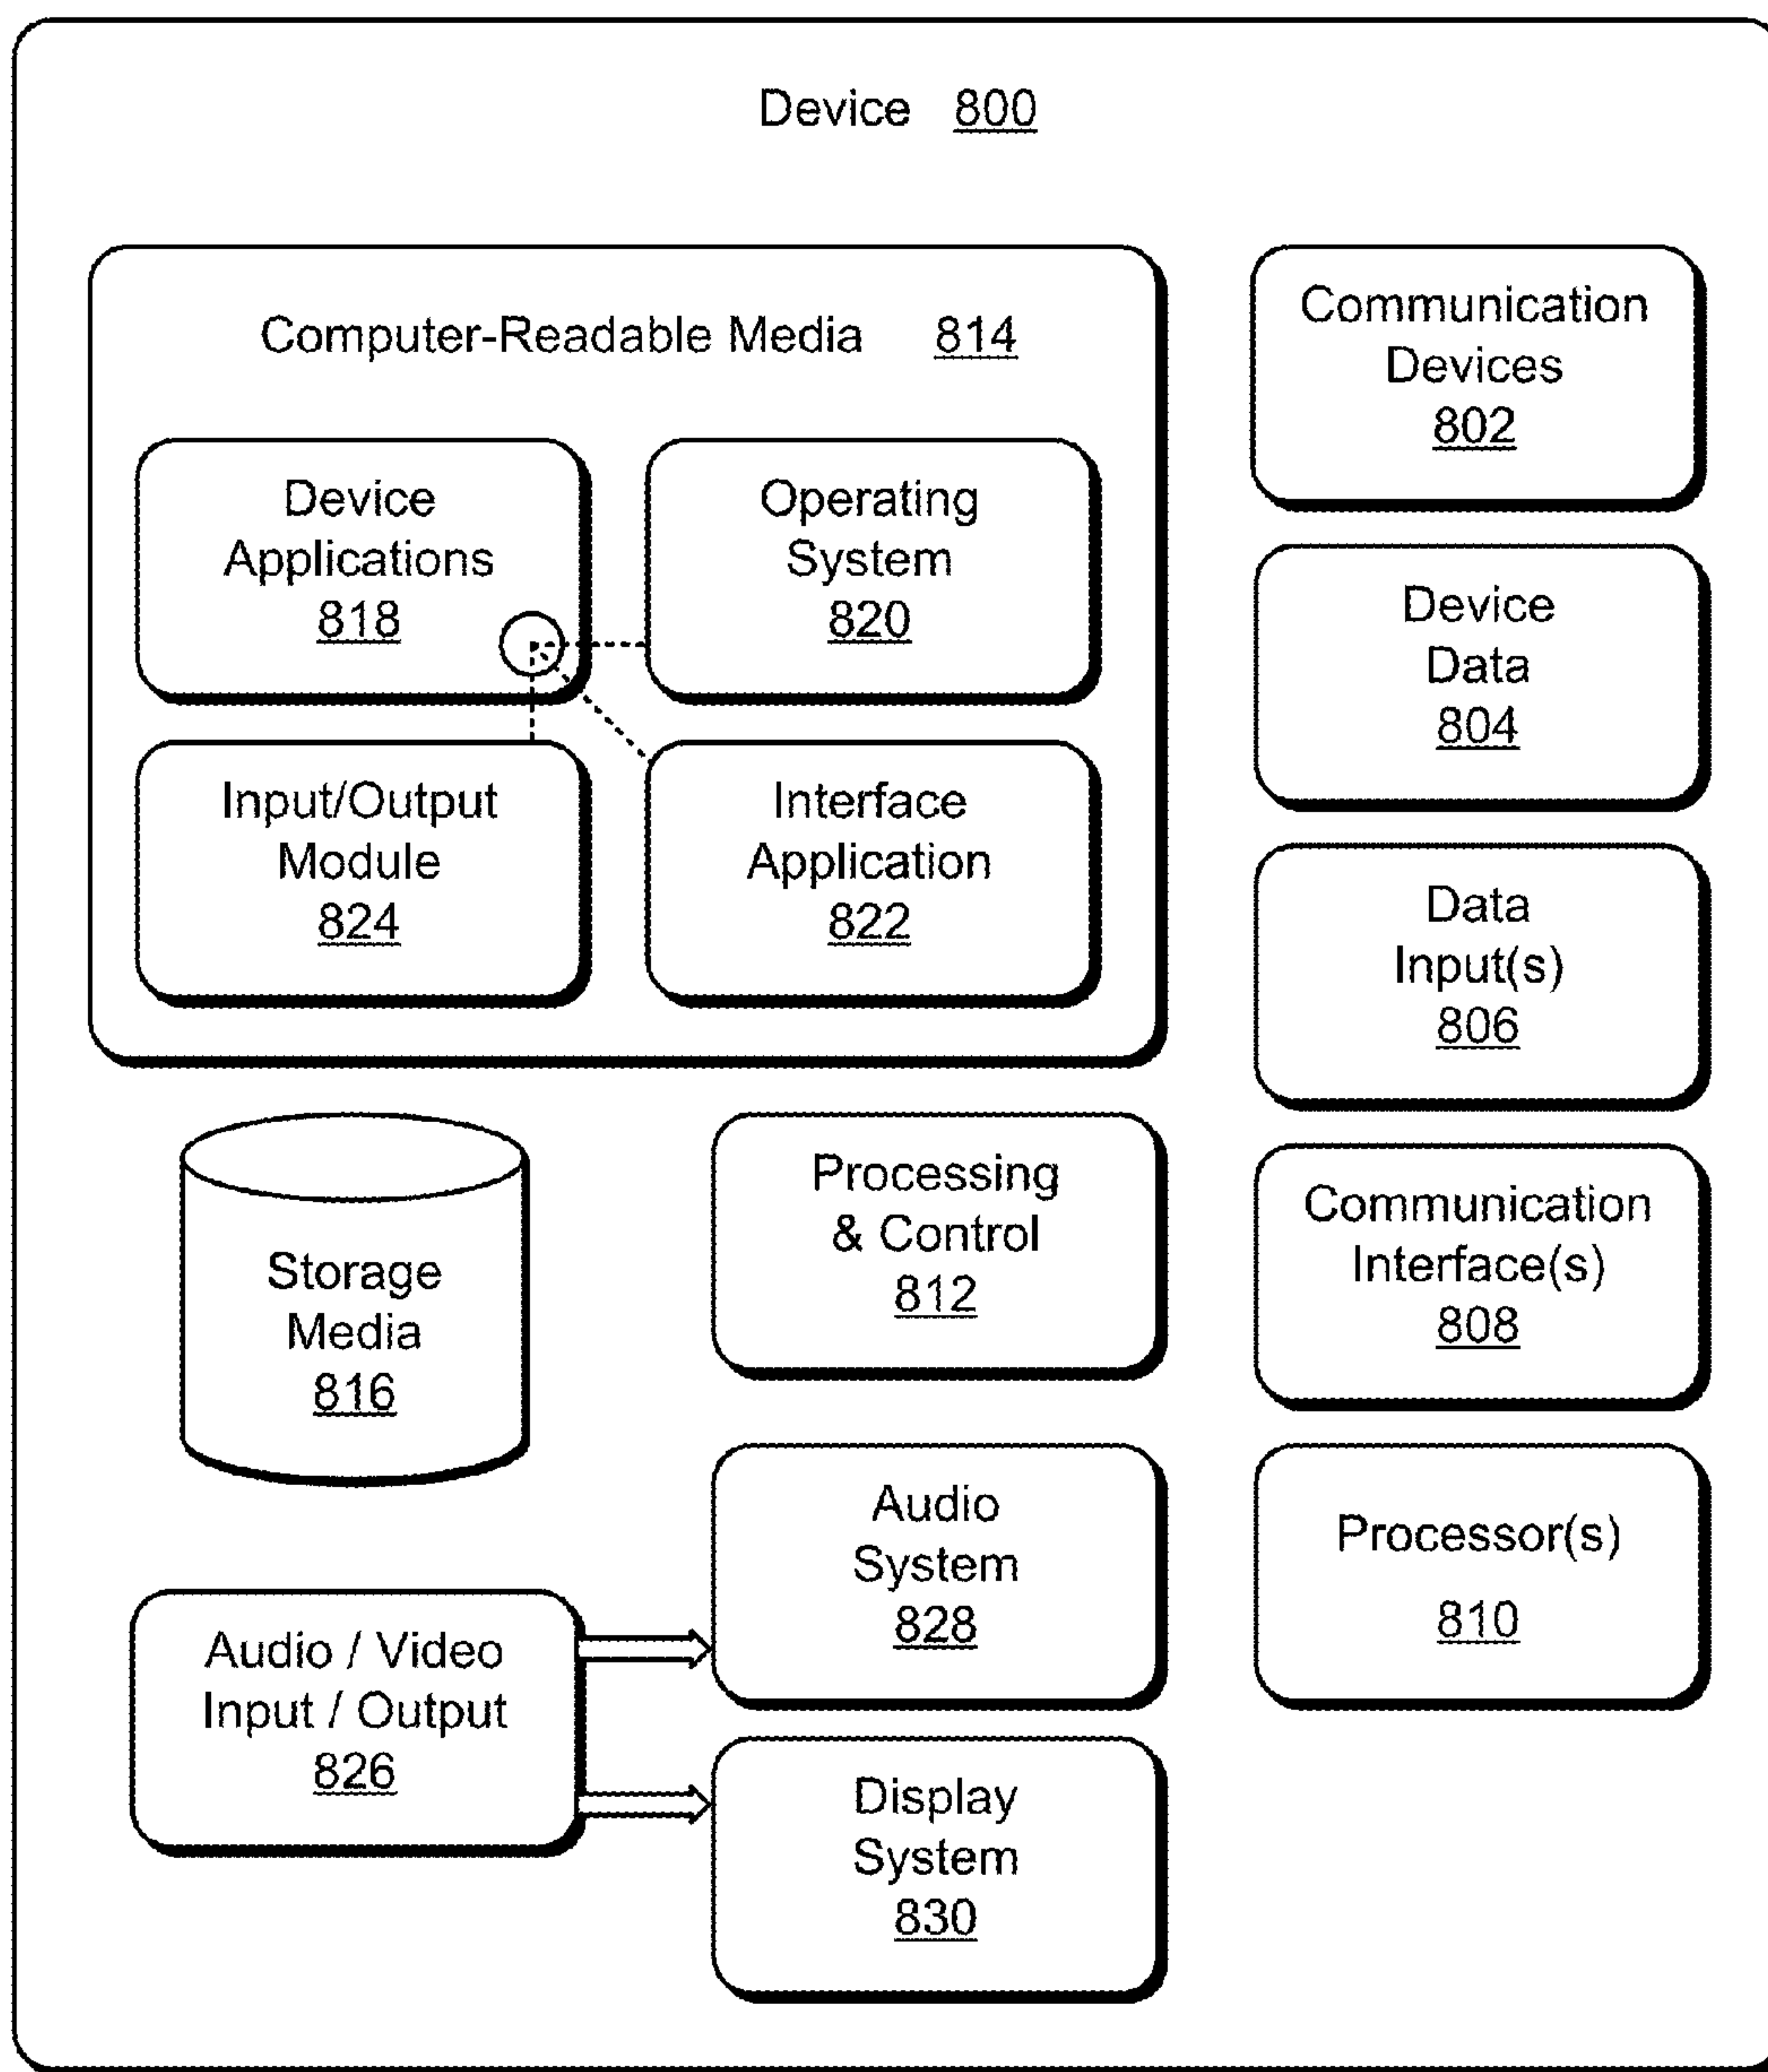 Device 800
Computer-Readable Media 814
Device
Applications
818
Operating
System
820
Input/Output
Module
824
Interface
Application
822
Communication
Devices
802
Device
Data
804
Data
Input(s)
806
Communication
Interface(s)
808
Processor(s)
810
Storage
Media
816
Processing
& Control
812
Audio / Video
Input / Output
826
Audio
System
828
Display
System
830